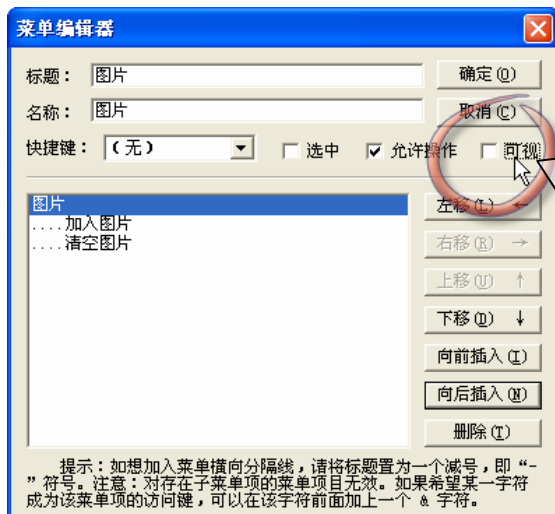 菜单编辑器
标题： 图片
确定(O)
名称： 图片
取消(C)
快捷键： （无）
选中
允许操作
可视
图片
....加入图片
....清空图片
左移(L) ←
右移(R) →
上移(U) ↑
下移(D) ↓
向前插入(I)
向后插入(N)
删除(T)
提示：如想加入菜单横向分隔线，请将标题置为一个减号，即“-
”符号。注意：对存在子菜单项的菜单项目无效。如果希望某一字符
成为该菜单项的访问键，可以在该字符前面加上一个 & 字符。